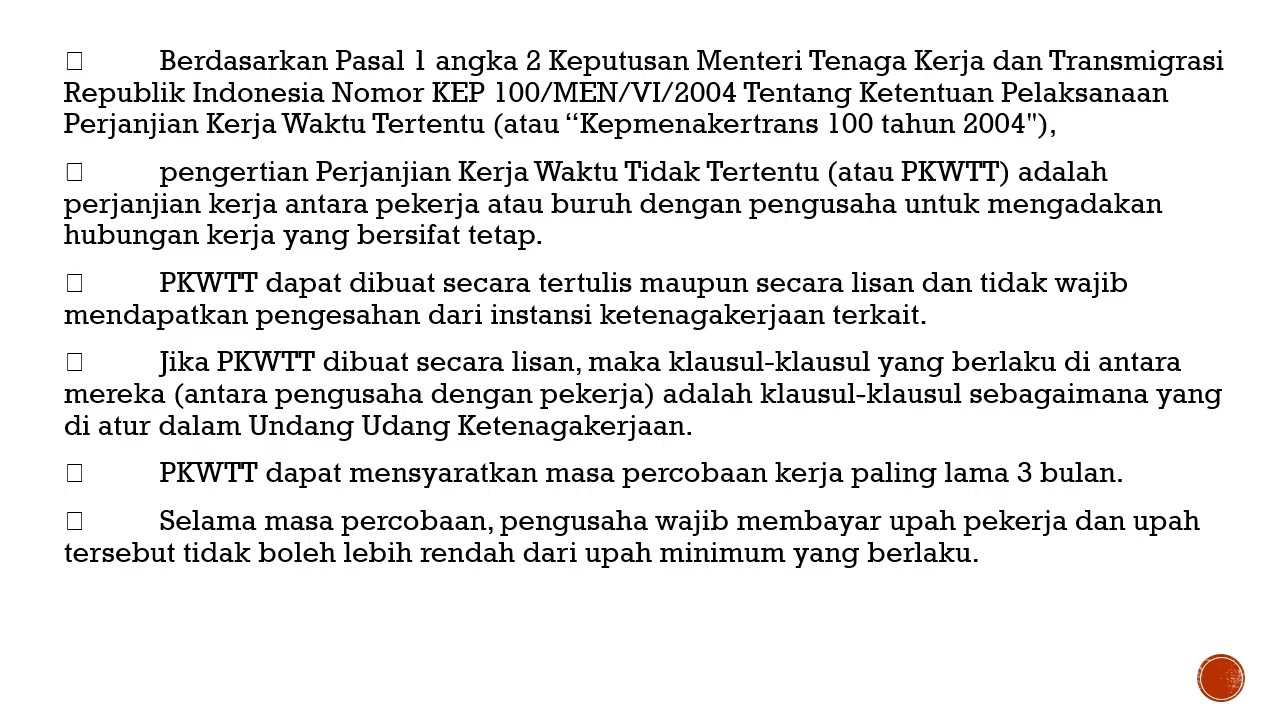 □ Berdasarkan Pasal 1 angka 2 Keputusan Menteri Tenaga Kerja dan Transmigrasi
Republik Indonesia Nomor KEP 100/MEN/VI/2004 Tentang Ketentuan Pelaksanaan
Perjanjian Kerja Waktu Tertentu (atau “Kepmenakertrans 100 tahun 2004"),
□ pengertian Perjanjian Kerja Waktu Tidak Tertentu (atau PKWTT) adalah
perjanjian kerja antara pekerja atau buruh dengan pengusaha untuk mengadakan
hubungan kerja yang bersifat tetap.
□ PKWTT dapat dibuat secara tertulis maupun secara lisan dan tidak wajib
mendapatkan pengesahan dari instansi ketenagakerjaan terkait.
□ Jika PKWTT dibuat secara lisan, maka klausul-klausul yang berlaku di antara
mereka (antara pengusaha dengan pekerja) adalah klausul-klausul sebagaimana yang
di atur dalam Undang Udang Ketenagakerjaan.
□ PKWTT dapat mensyaratkan masa percobaan kerja paling lama 3 bulan.
□ Selama masa percobaan, pengusaha wajib membayar upah pekerja dan upah
tersebut tidak boleh lebih rendah dari upah minimum yang berlaku.